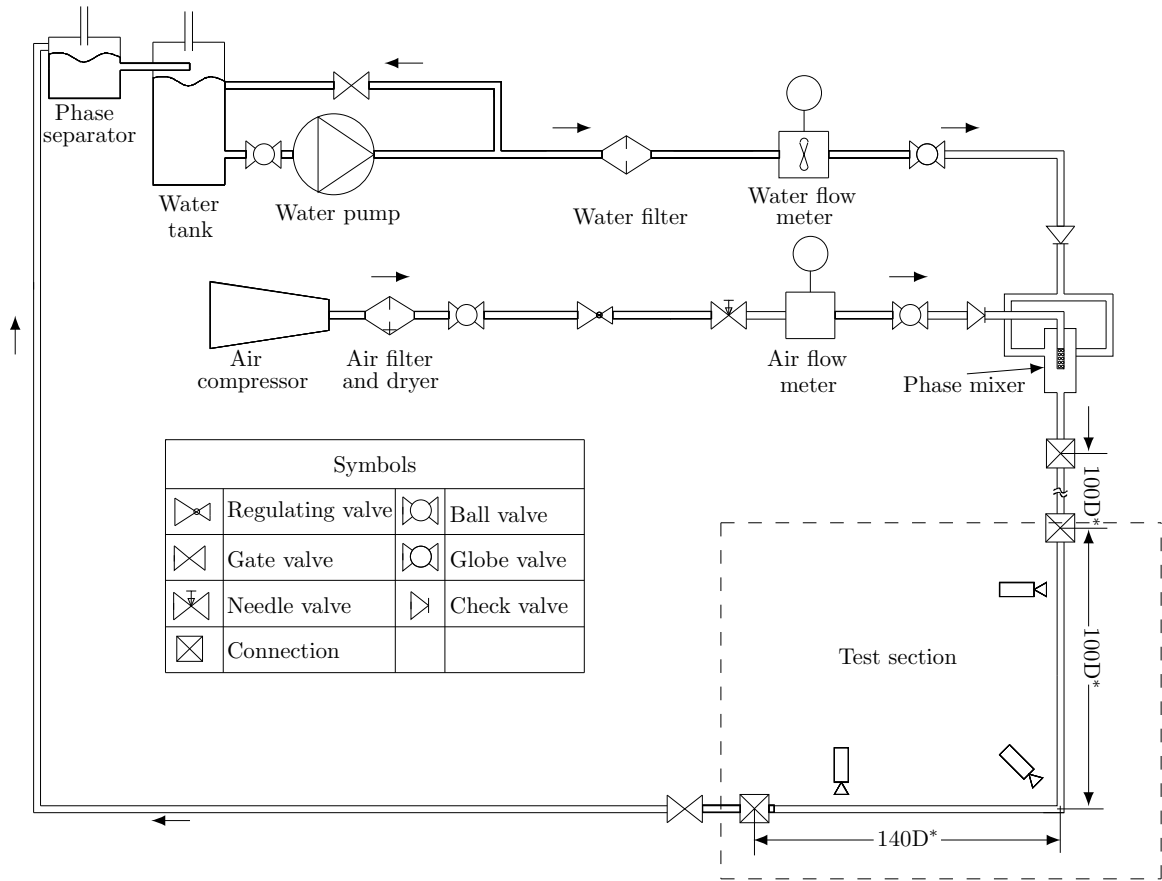 Phase
separator
Water
tank
Water pump
Water filter
Water flow
meter
Air
compressor
Air filter
and dryer
Air flow
meter
Phase mixer
Symbols
Regulating valve
Ball valve
Gate valve
Globe valve
Needle valve
Check valve
Connection
100D*
100D*
Test section
140D*